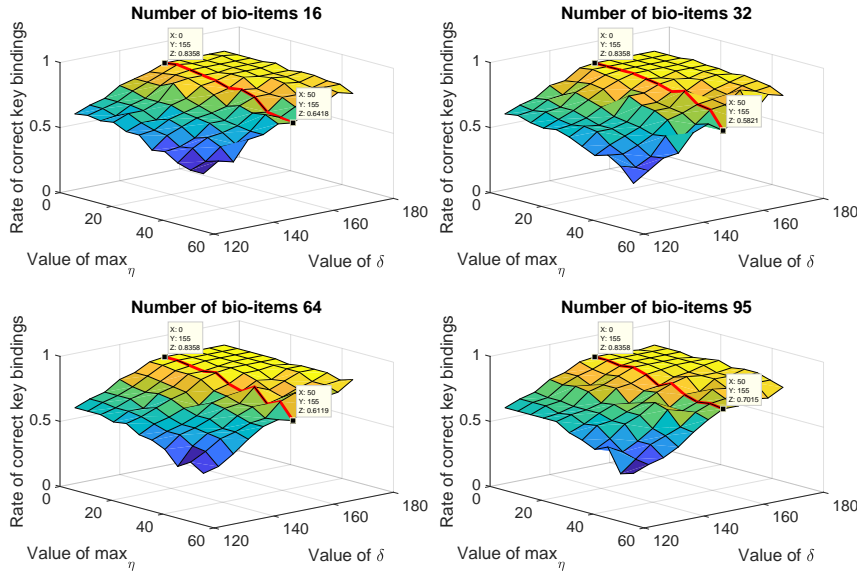 Number of bio-items 16
X: 0
Y: 155
Z: 0.8358
X: 50
Y: 155
Z: 0.6418
Rate of correct key bindings
1
0.5
0
0
20
40
60
120
140
160
180
Value of max η
Value of δ
Number of bio-items 32
X: 0
Y: 155
Z: 0.8358
X: 50
Y: 155
Z: 0.5821
Rate of correct key bindings
1
0.5
0
0
20
40
60
120
140
160
180
Value of max η
Value of δ
Number of bio-items 64
X: 0
Y: 155
Z: 0.8358
X: 50
Y: 155
Z: 0.6119
Rate of correct key bindings
1
0.5
0
0
20
40
60
120
140
160
180
Value of max η
Value of δ
Number of bio-items 95
X: 0
Y: 155
Z: 0.8358
X: 50
Y: 155
Z: 0.7015
Rate of correct key bindings
1
0.5
0
0
20
40
60
120
140
160
180
Value of max η
Value of δ